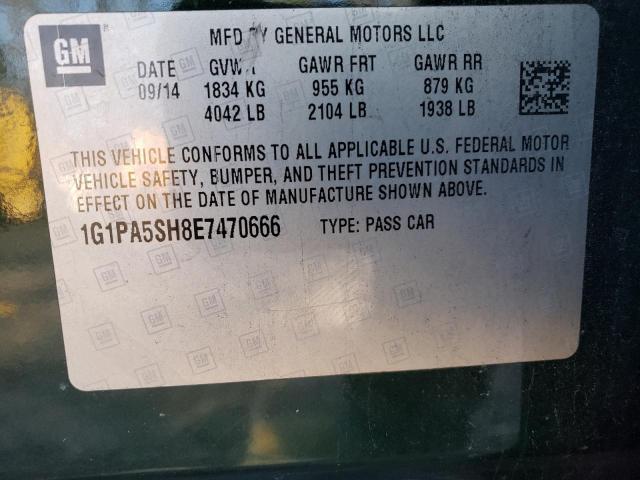 GM
MFD BY GENERAL MOTORS LLC
DATE GVWR GAWR FRT GAWR RR
09/14 1834 KG 955 KG 879 KG
4042 LB 2104 LB 1938 LB
THIS VEHICLE CONFORMS TO ALL APPLICABLE U.S. FEDERAL MOTOR
VEHICLE SAFETY, BUMPER, AND THEFT PREVENTION STANDARDS IN
EFFECT ON THE DATE OF MANUFACTURE SHOWN ABOVE.
1G1PA5SH8E7470666 TYPE: PASS CAR